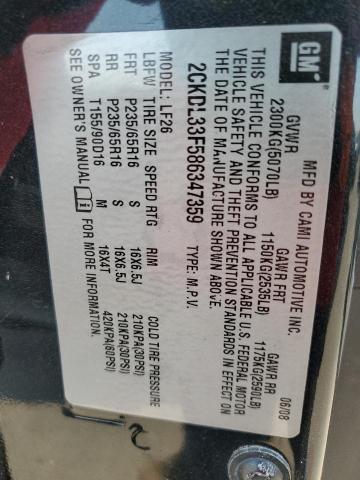 GM
MFD BY CAMI AUTOMOTIVE INC. 06/08
GVWR GAWR FRT GAWR RR
2300KG(5070LB) 1150KG(2535LB) 1175KG(2590LB)
THIS VEHICLE CONFORMS TO ALL APPLICABLE U.S. FEDERAL MOTOR
VEHICLE SAFETY AND THEFT PREVENTION STANDARDS IN EFFECT ON
THE DATE OF MANUFACTURE SHOWN ABOVE.
2CKDL33F586347359 TYPE: M.P.V.
MODEL: LF26
LBFW TIRE SIZE SPEED RTG RIM COLD TIRE PRESSURE
FRT P235/65R16 S 16X6.5J 210KPA(30PSI)
RR P235/65R16 S 16X6.5J 210KPA(30PSI)
SPA T155/90D16 M 16X4T 420KPA(60PSI)
SEE OWNER'S MANUAL FOR MORE INFORMATION.